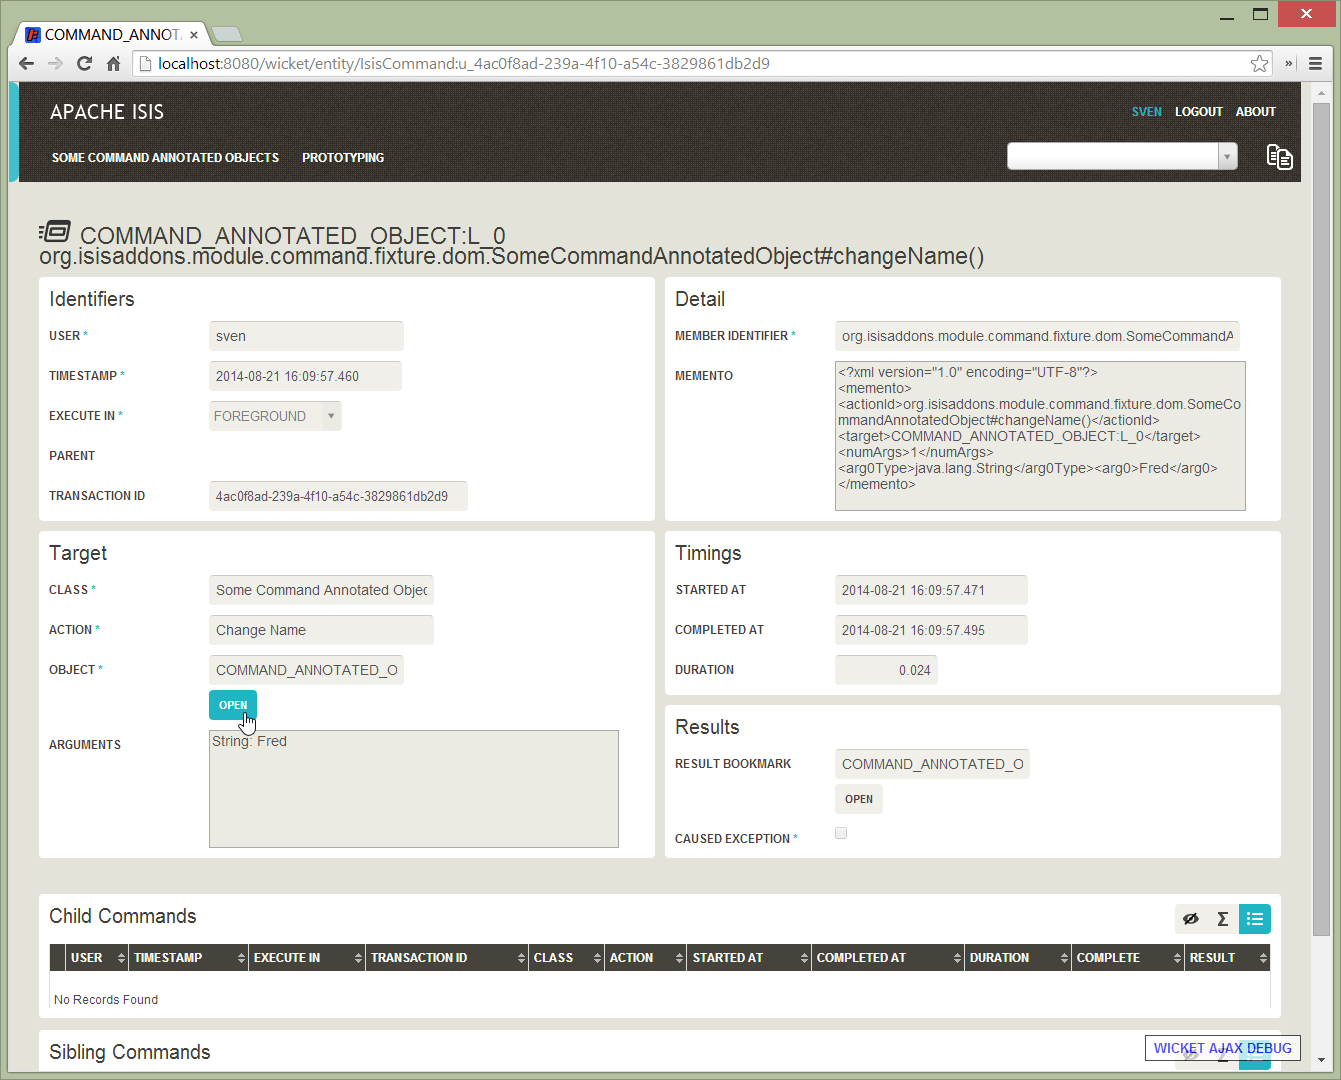 COMMAND_ANNOT
localhost:8080/wicket/entity/IsisCommand:u_4ac0f8ad-239a-4f10-a54c-3829861db2d9
APACHE ISIS
SVEN LOGOUT ABOUT
SOME COMMAND ANNOTATED OBJECTS PROTOTYPING
COMMAND_ANNOTATED_OBJECT:L_0
org.isisaddons.module.command.fixture.dom.SomeCommandAnnotatedObject#changeName()
Identifiers
USER * sven
TIMESTAMP * 2014-08-21 16:09:57.460
EXECUTE IN * FOREGROUND
PARENT
TRANSACTION ID 4ac0f8ad-239a-4f10-a54c-3829861db2d9
Detail
MEMBER IDENTIFIER * org.isisaddons.module.command.fixture.dom.SomeCommandA
MEMENTO
<?xml version="1.0" encoding="UTF-8"?>
<memento>
<actionId>org.isisaddons.module.command.fixture.dom.SomeCo
mmandAnnotatedObject#changeName()</actionId>
<target>COMMAND_ANNOTATED_OBJECT:L_0</target>
<numArgs>1</numArgs>
<arg0Type>java.lang.String</arg0Type><arg0>Fred</arg0>
</memento>
Target
CLASS * Some Command Annotated Objec
ACTION * Change Name
OBJECT * COMMAND_ANNOTATED_O
OPEN
ARGUMENTS String: Fred
Timings
STARTED AT 2014-08-21 16:09:57.471
COMPLETED AT 2014-08-21 16:09:57.495
DURATION 0.024
Results
RESULT BOOKMARK COMMAND_ANNOTATED_O
OPEN
CAUSED EXCEPTION *
Child Commands
USER TIMESTAMP EXECUTE IN TRANSACTION ID CLASS ACTION STARTED AT COMPLETED AT DURATION COMPLETE RESULT
No Records Found
Sibling Commands
WICKET AJAX DEBUG